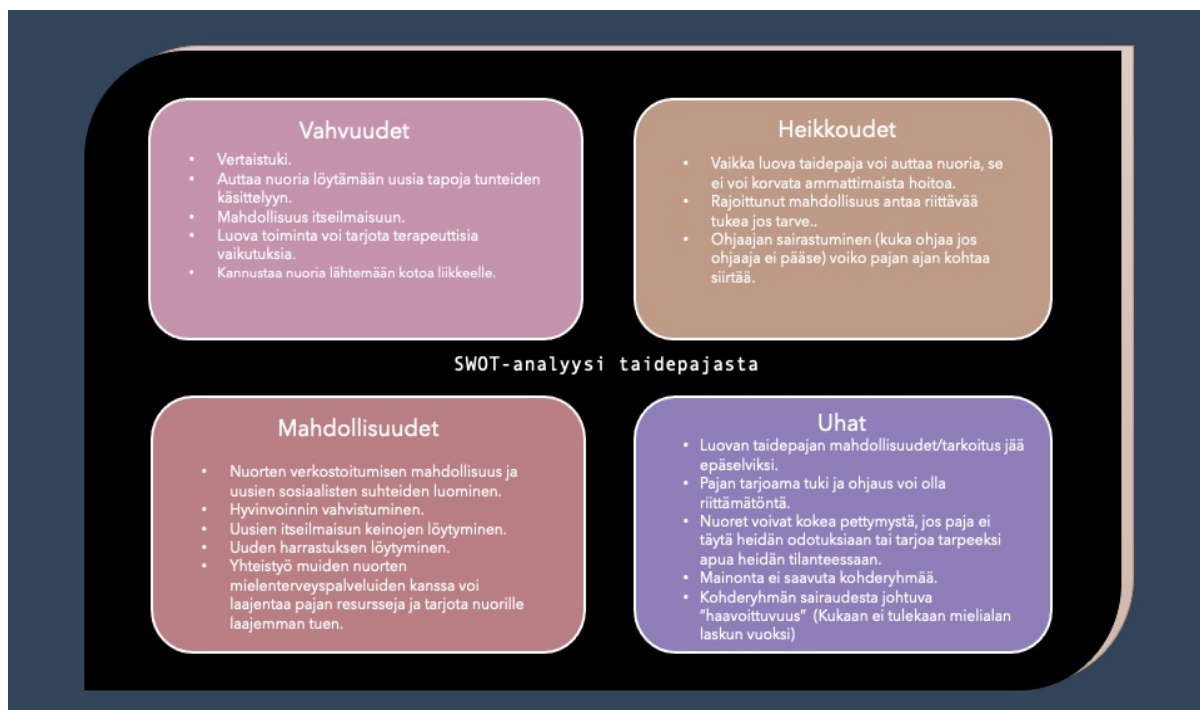 Vahvuudet
• Vertaistuki.
• Auttaa nuoria löytämään uusia tapoja tunteiden
käsittelyyn.
• Mahdollisuus itseilmaisuun.
• Luova toiminta voi tarjota terapeuttisia
vaikutuksia.
• Kannustaa nuoria lähtemään kotoa liikkeelle.
Heikkoudet
• Vaikka luova taidepaja voi auttaa nuoria, se
ei voi korvata ammattimaista hoitoa.
• Rajoittunut mahdollisuus antaa riittävää
tukea jos tarve..
• Ohjaajan sairastuminen (kuka ohjaa jos
ohjaaja ei pääse) voiko pajan ajan kohtaa
siirtää.
SWOT-analyysi taidepajasta
Mahdollisuudet
• Nuorten verkostoitumisen mahdollisuus ja
uusien sosiaalisten suhteiden luominen.
• Hyvinvoinnin vahvistuminen.
• Uusien itseilmaisun keinojen löytyminen.
• Uuden harrastuksen löytyminen.
• Yhteistyö muiden nuorten
mielenterveyspalveluiden kanssa voi
laajentaa pajan resursseja ja tarjota nuorille
laajemman tuen.
Uhat
• Luovan taidepajan mahdollisuudet/tarkoitus jää
epäselviksi.
• Pajan tarjoama tuki ja ohjaus voi olla
riittämätöntä.
• Nuoret voivat kokea pettymystä, jos paja ei
täytä heidän odotuksiaan tai tarjoa tarpeeksi
apua heidän tilanteessaan.
• Mainonta ei saavuta kohderyhmää.
• Kohderyhmän sairaudesta johtuva
"haavoittuvuus" (Kukaan ei tulekaan mielialan
laskun vuoksi)